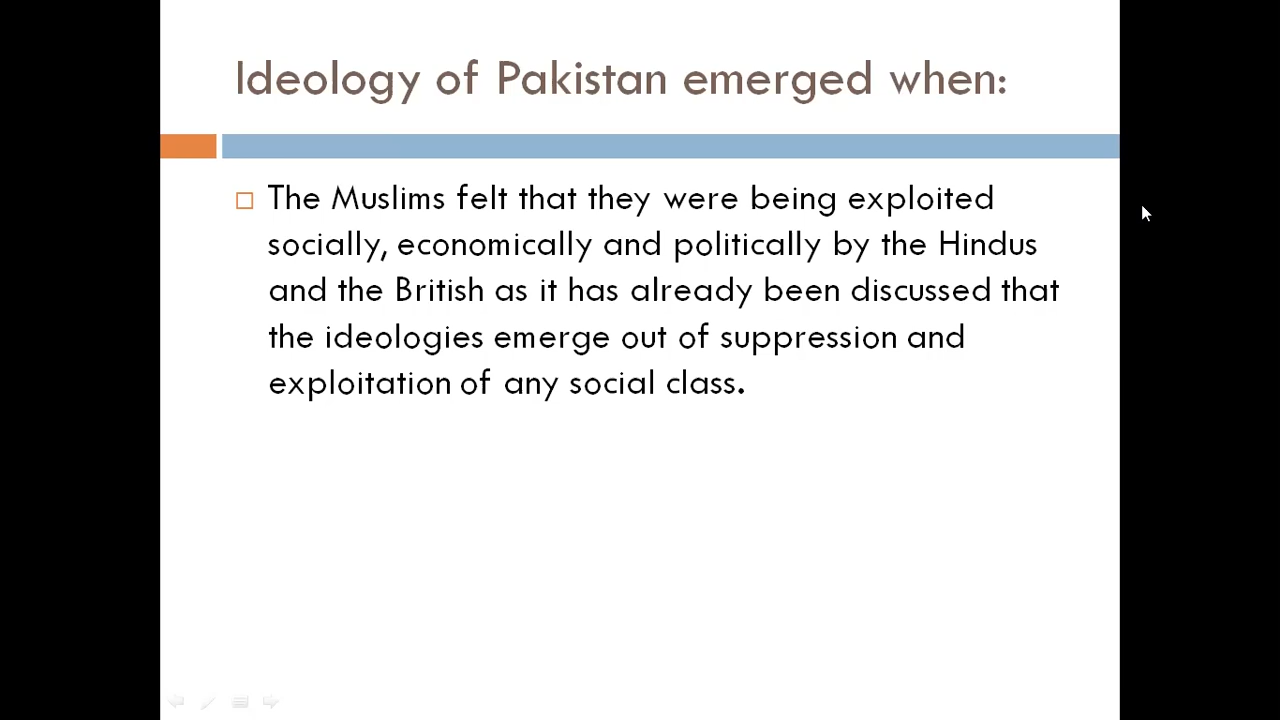 Ideology of Pakistan emerged when:
The Muslims felt that they were being exploited
socially, economically and politically by the Hindus
and the British as it has already been discussed that
the ideologies emerge out of suppression and
exploitation of any social class.